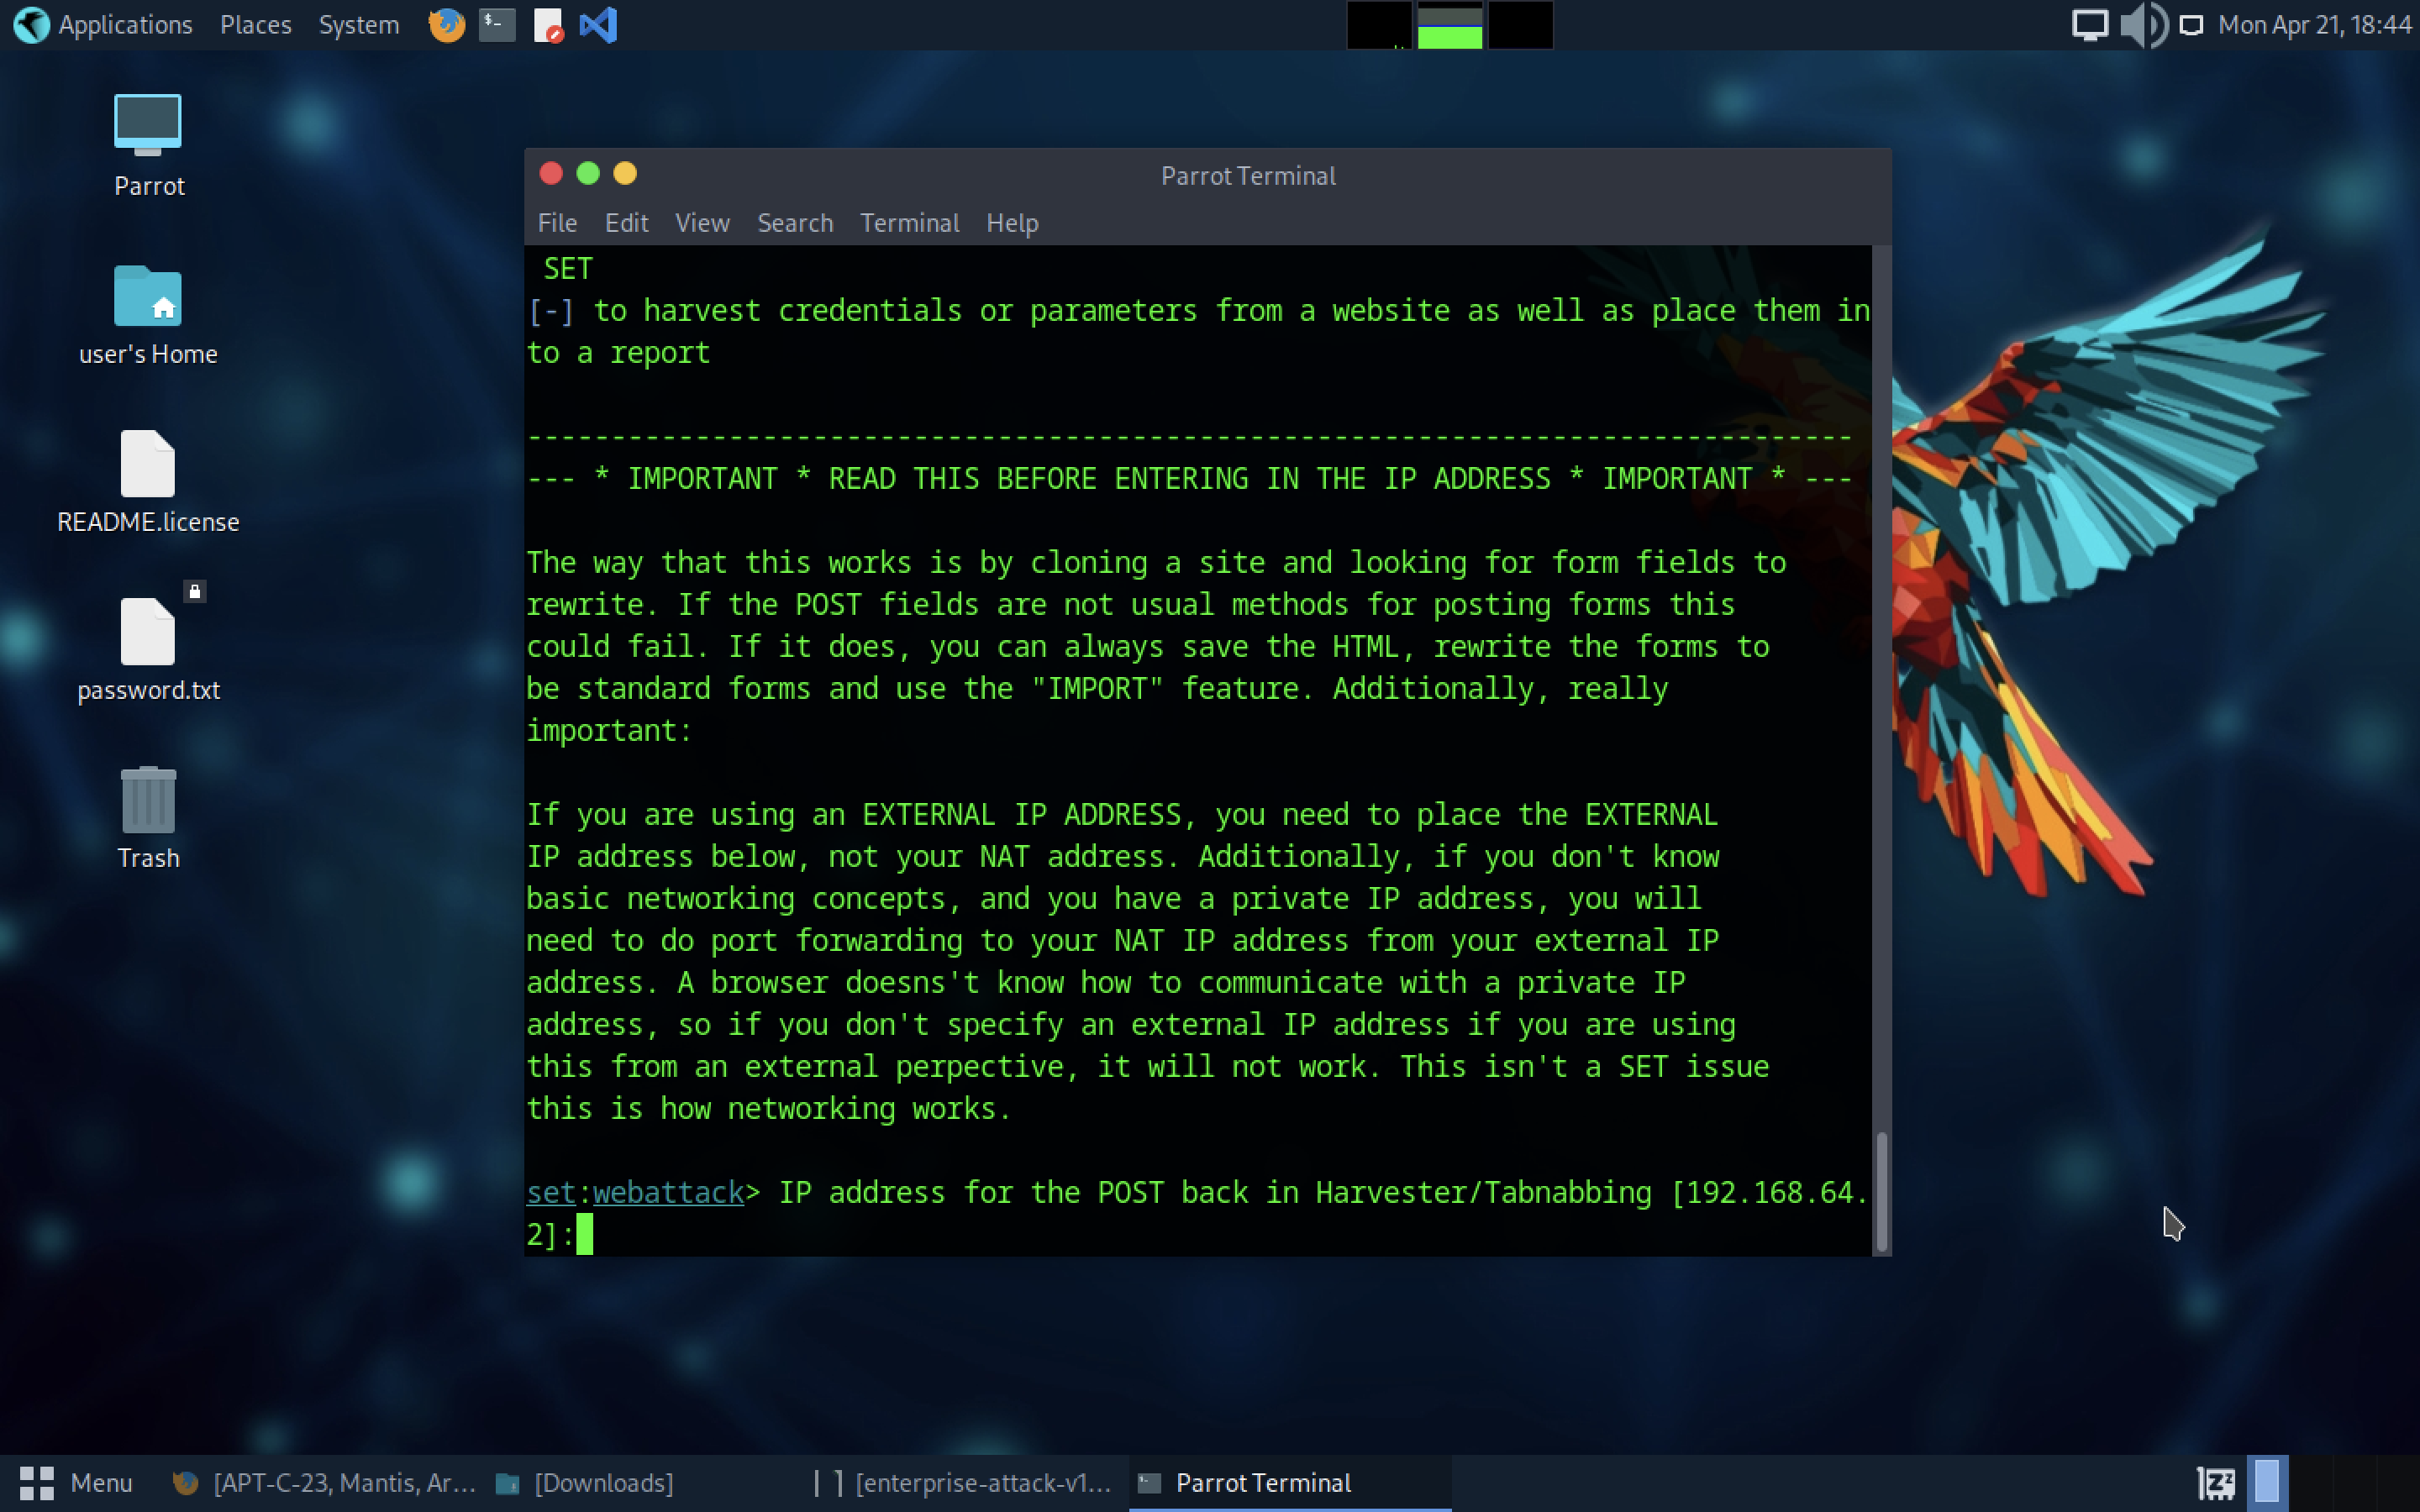 Applications Places System Mon Apr 21, 18:44
Parrot
user's Home
README.license
password.txt
Trash
Parrot Terminal
File Edit View Search Terminal Help
SET
[-] to harvest credentials or parameters from a website as well as place them in
to a report
-------------------------------------------------------------------------------
--- * IMPORTANT * READ THIS BEFORE ENTERING IN THE IP ADDRESS * IMPORTANT * ---
The way that this works is by cloning a site and looking for form fields to
rewrite. If the POST fields are not usual methods for posting forms this
could fail. If it does, you can always save the HTML, rewrite the forms to
be standard forms and use the "IMPORT" feature. Additionally, really
important:
If you are using an EXTERNAL IP ADDRESS, you need to place the EXTERNAL
IP address below, not your NAT address. Additionally, if you don't know
basic networking concepts, and you have a private IP address, you will
need to do port forwarding to your NAT IP address from your external IP
address. A browser doesns't know how to communicate with a private IP
address, so if you don't specify an external IP address if you are using
this from an external perpective, it will not work. This isn't a SET issue
this is how networking works.
set:webattack> IP address for the POST back in Harvester/Tabnabbing [192.168.64.
2]:
Menu [APT-C-23, Mantis, Ar... [Downloads] [enterprise-attack-v1... Parrot Terminal